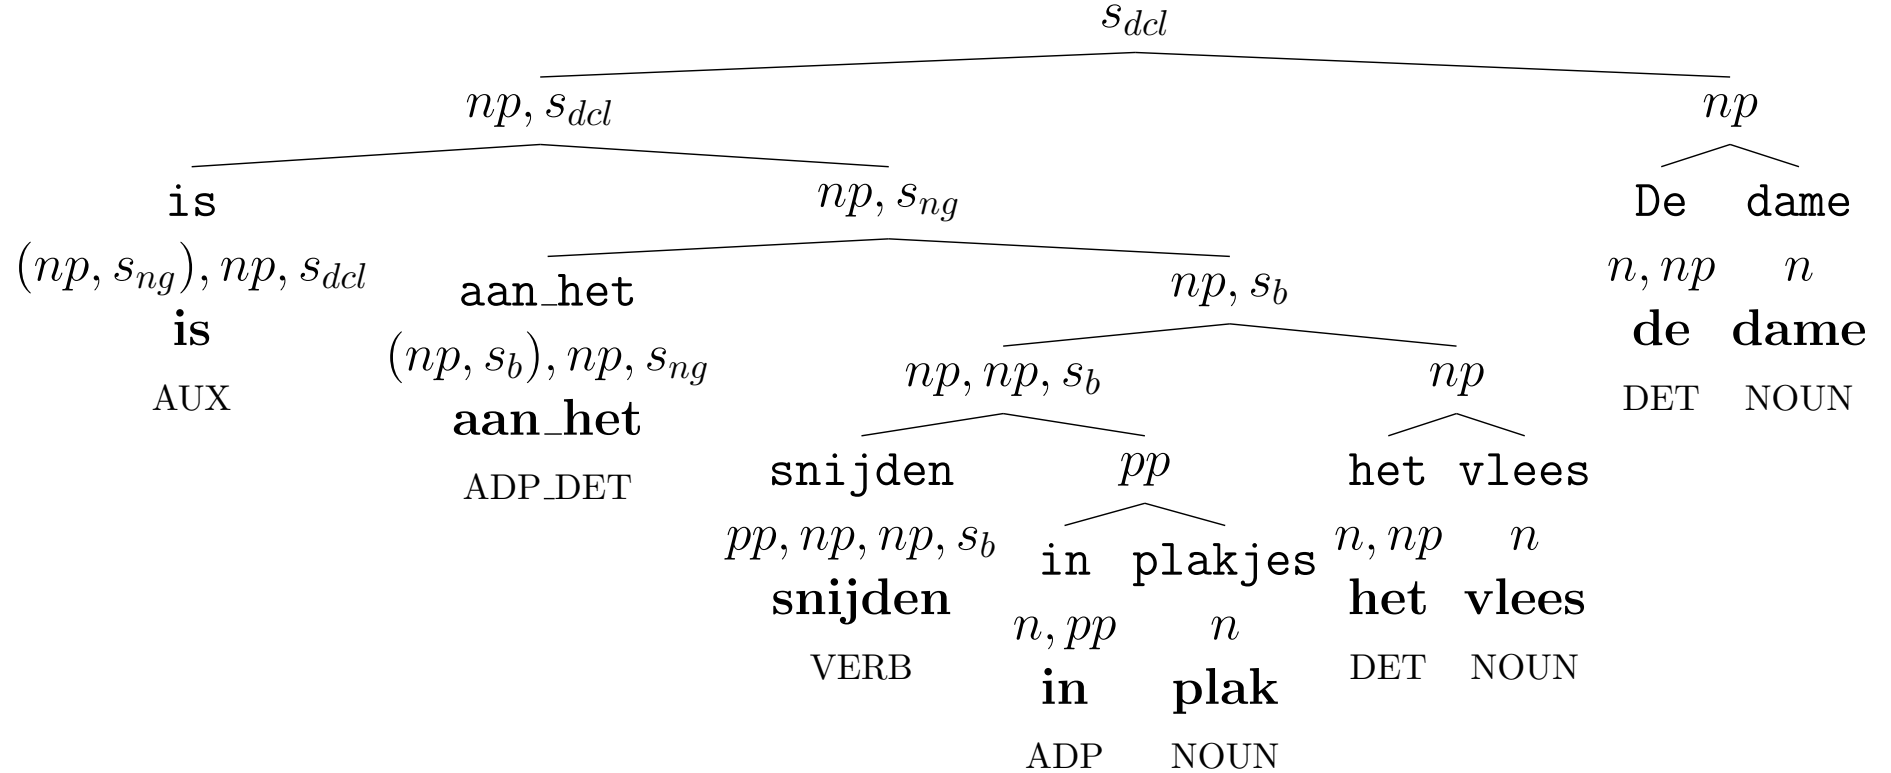 s_dcl
np, s_dcl np
is np, s_ng De dame
(np, s_ng), np, s_dcl aan_het np, s_b n, np n
is (np, s_b), np, s_ng np, np, s_b np de dame
AUX aan_het snijden pp het vlees DET NOUN
ADP_DET pp, np, np, s_b in plakjes n, np n
snijden n, pp n het vlees
VERB in plak DET NOUN
ADP NOUN